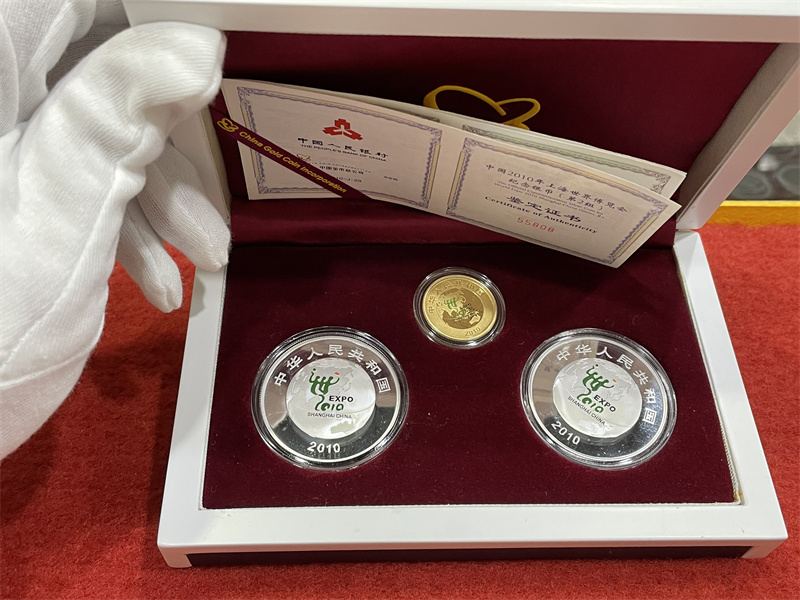 China Gold Coin Incorporation
中国人民银行
THE PEOPLE'S BANK OF CHINA
中国2010年上海世界博览会
纪念银币(第2组)
鉴定证书
Certificate of Authenticity
55808
2010
中华人民共和国
EXPO
2010
SHANGHAI CHINA
2010
中华人民共和国
EXPO
2010
SHANGHAI CHINA
2010